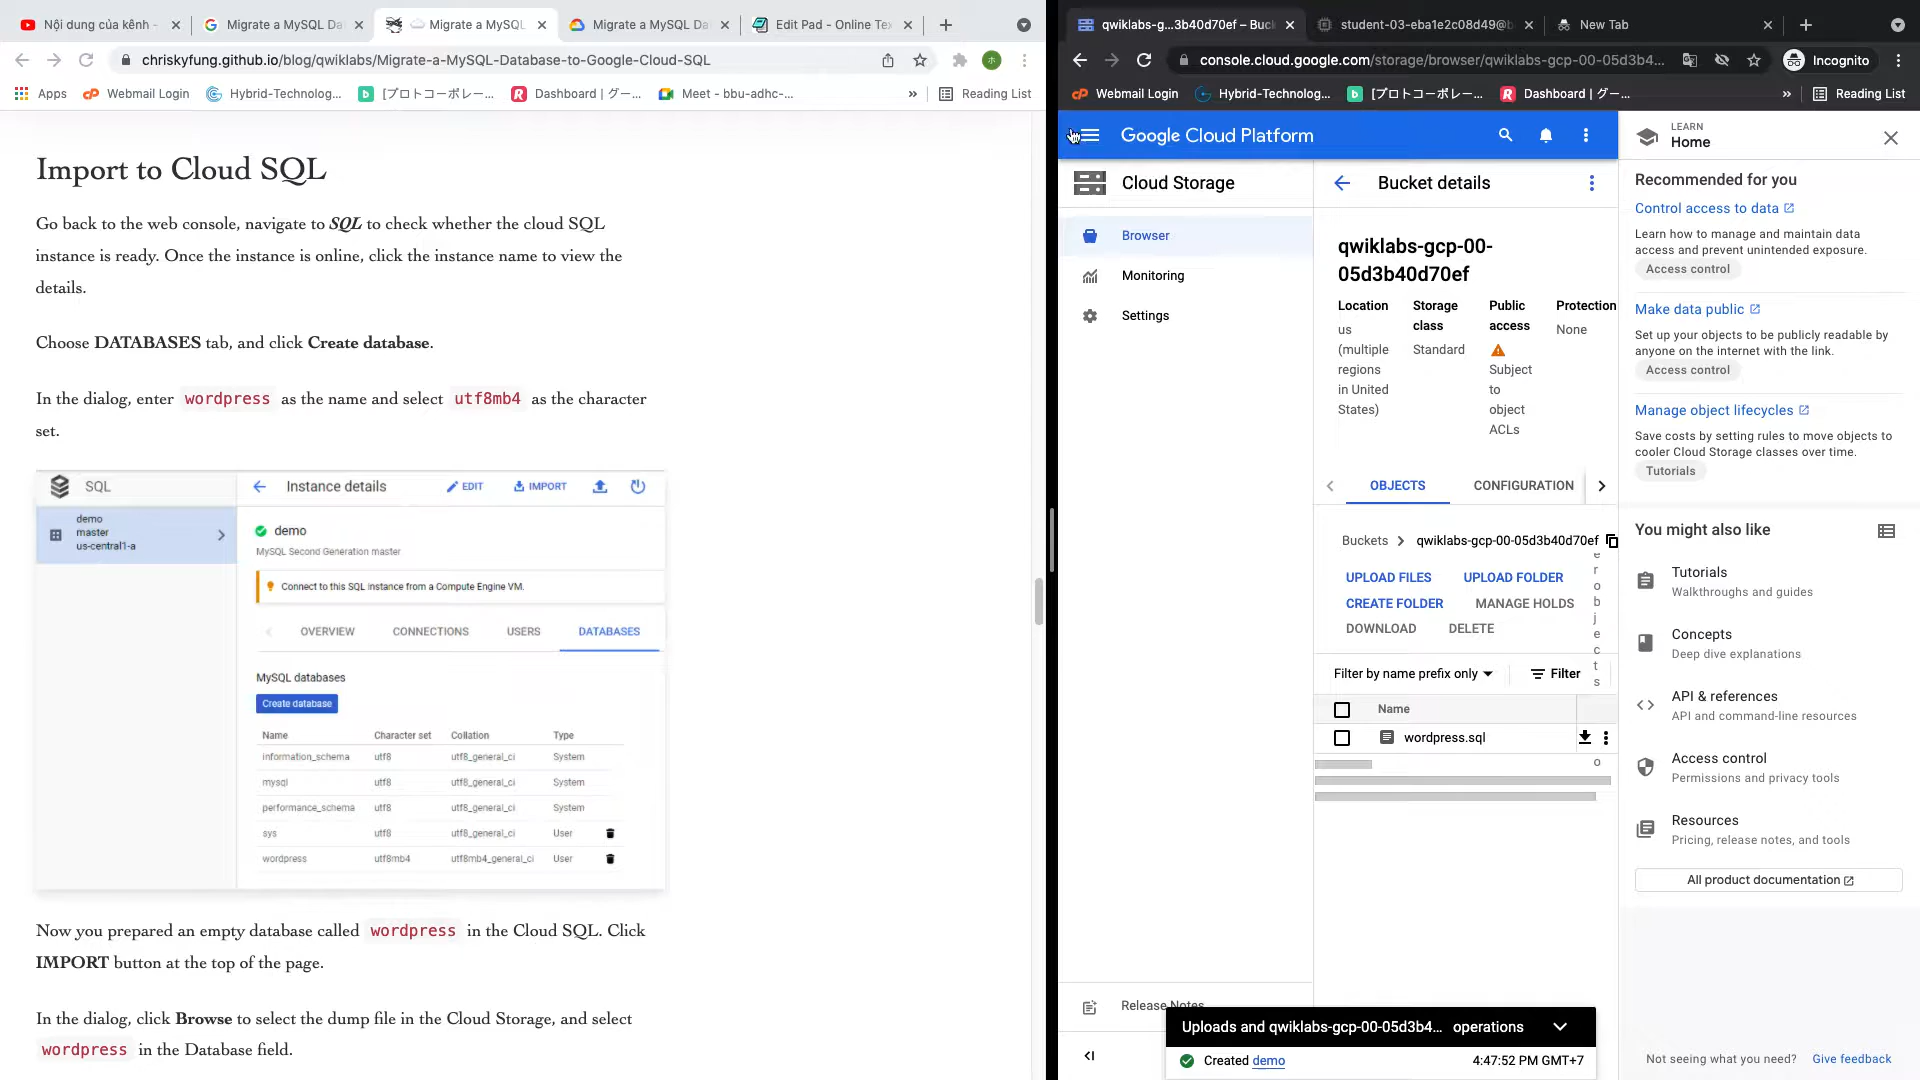 Nội dung của kênh -
Migrate a MySQL Da
Migrate a MySQL
Migrate a MySQL Da
Edit Pad - Online Tex
chriskyfung.github.io/blog/qwiklabs/Migrate-a-MySQL-Database-to-Google-Cloud-SQL
Apps
Webmail Login
Hybrid-Technolog...
[プロトコーポレー...
Dashboard | グー...
Meet - bbu-adhc-...
»
Reading List
Import to Cloud SQL
Go back to the web console, navigate to SQL to check whether the cloud SQL
instance is ready. Once the instance is online, click the instance name to view the
details.
Choose DATABASES tab, and click Create database.
In the dialog, enter wordpress as the name and select utf8mb4 as the character
set.
SQL
demo
master
us-central1-a
Instance details
EDIT
IMPORT
demo
MySQL Second Generation master
Connect to this SQL instance from a Compute Engine VM.
OVERVIEW CONNECTIONS USERS DATABASES
MySQL databases
Create database
Name Character set Collation Type
information_schema utf8 utf8_general_ci System
mysql utf8 utf8_general_ci System
performance_schema utf8 utf8_general_ci System
sys utf8 utf8_general_ci User
wordpress utf8mb4 utf8mb4_general_ci User
Now you prepared an empty database called wordpress in the Cloud SQL. Click
IMPORT button at the top of the page.
In the dialog, click Browse to select the dump file in the Cloud Storage, and select
wordpress in the Database field.
qwiklabs-g...3b40d70ef – Buck
student-03-eba1e2c08d49@b
New Tab
console.cloud.google.com/storage/browser/qwiklabs-gcp-00-05d3b4...
Incognito
Webmail Login
Hybrid-Technolog...
[プロトコーポレー...
Dashboard | グー...
»
Reading List
Google Cloud Platform
Cloud Storage
Browser
Monitoring
Settings
Release Notes
Bucket details
qwiklabs-gcp-00-
05d3b40d70ef
Location
us
(multiple
regions
in United
States)
Storage
class
Standard
Public
access
Subject
to
object
ACLs
Protection
None
OBJECTS
CONFIGURATION
Buckets
qwiklabs-gcp-00-05d3b40d70ef
UPLOAD FILES
UPLOAD FOLDER
CREATE FOLDER
MANAGE HOLDS
DOWNLOAD
DELETE
e
r
o
b
j
e
c
t
s
Filter by name prefix only
Filter
Name
wordpress.sql
o
Uploads and qwiklabs-gcp-00-05d3b4... operations
Created demo
4:47:52 PM GMT+7
LEARN
Home
Recommended for you
Control access to data
Learn how to manage and maintain data
access and prevent unintended exposure.
Access control
Make data public
Set up your objects to be publicly readable by
anyone on the internet with the link.
Access control
Manage object lifecycles
Save costs by setting rules to move objects to
cooler Cloud Storage classes over time.
Tutorials
You might also like
Tutorials
Walkthroughs and guides
Concepts
Deep dive explanations
API & references
API and command-line resources
Access control
Permissions and privacy tools
Resources
Pricing, release notes, and tools
All product documentation
Not seeing what you need?
Give feedback